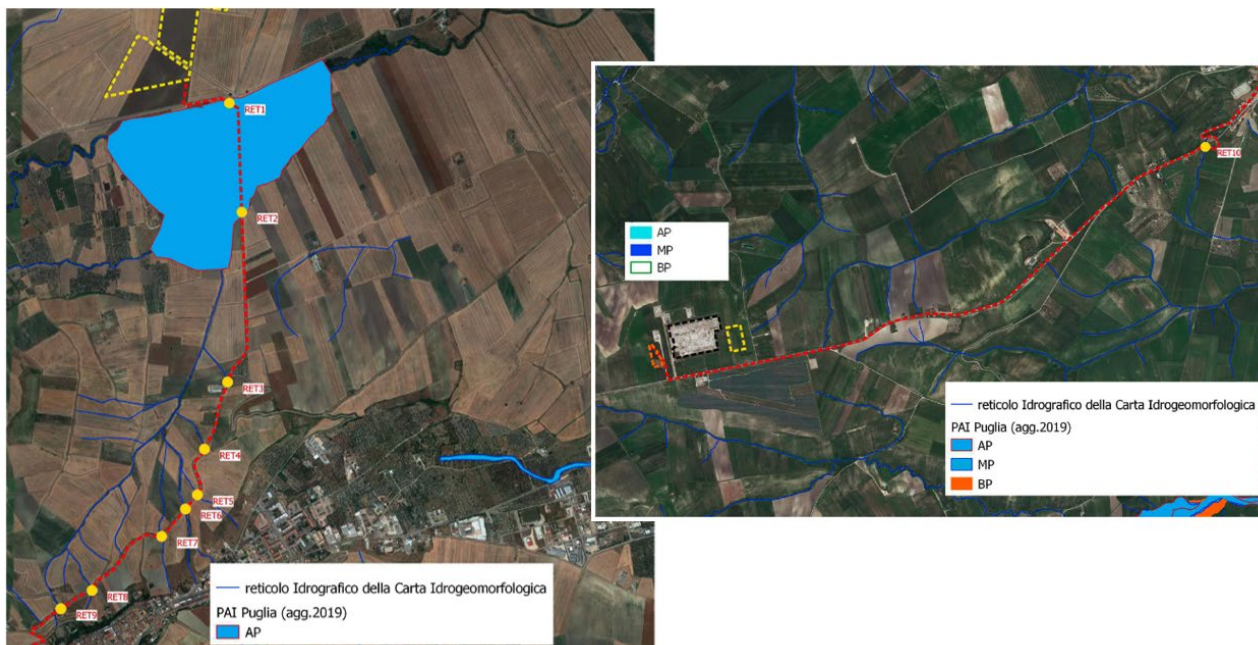 RET1
RET2
RET3
RET4
RET5
RET6
RET7
RET8
RET9
reticolo Idrografico della Carta Idrogeomorfologica
PAI Puglia (agg.2019)
AP
RET10
AP
MP
BP
reticolo Idrografico della Carta Idrogeomorfologica
PAI Puglia (agg.2019)
AP
MP
BP